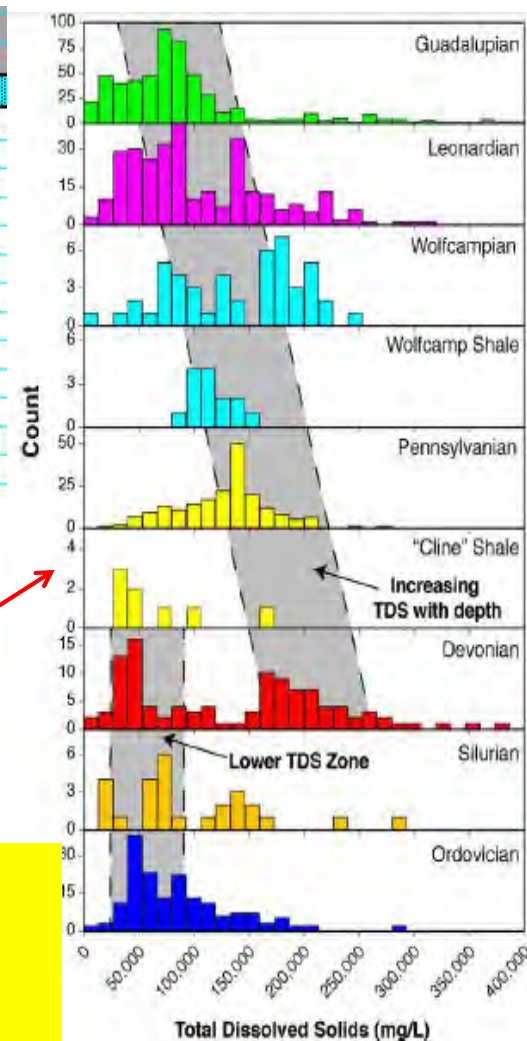 100
75
50
25
0
Guadalupian
30
15
0
Leonardian
6
3
0
Wolfcampian
6
3
0
Wolfcamp Shale
50
25
0
Pennsylvanian
4
2
0
"Cline" Shale
Increasing
TDS with depth
15
10
5
0
Devonian
6
3
0
Silurian
Lower TDS Zone
30
15
0
Ordovician
Count
0
50,000
100,000
150,000
200,000
250,000
300,000
350,000
400,000
Total Dissolved Solids (mg/L)